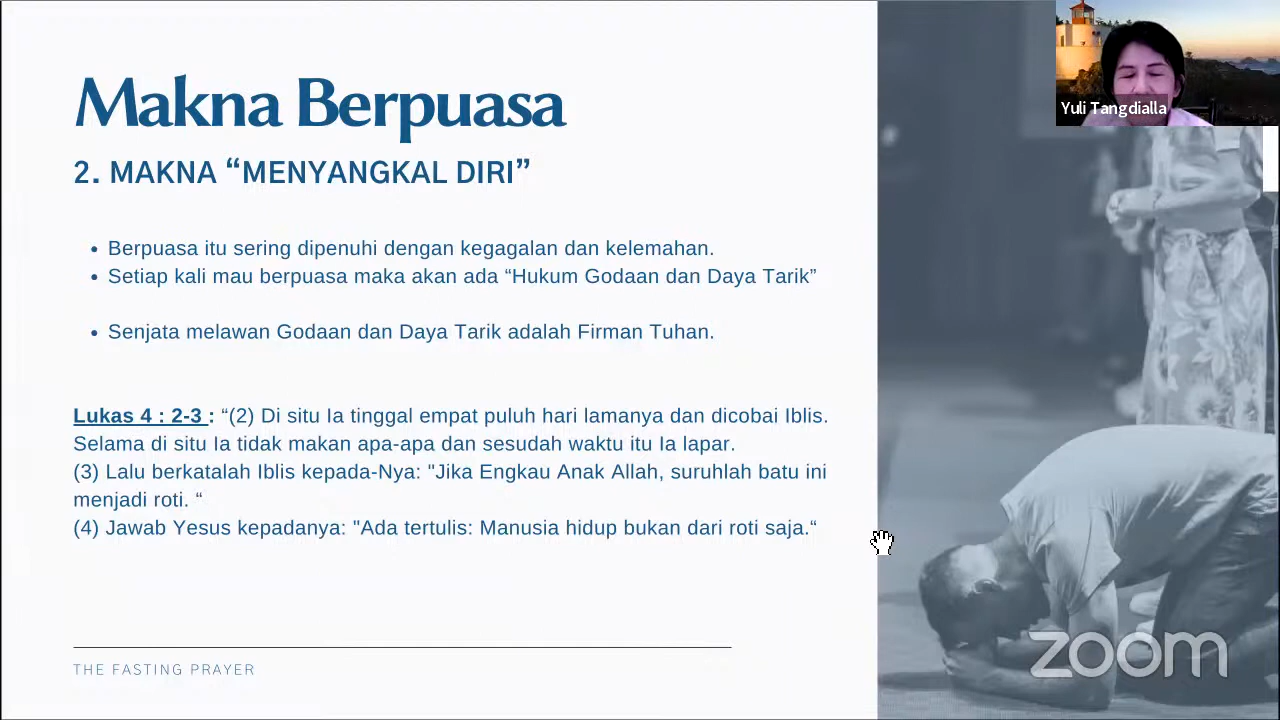 Makna Berpuasa
2. MAKNA “MENYANGKAL DIRI”
• Berpuasa itu sering dipenuhi dengan kegagalan dan kelemahan.
• Setiap kali mau berpuasa maka akan ada “Hukum Godaan dan Daya Tarik”
• Senjata melawan Godaan dan Daya Tarik adalah Firman Tuhan.
Lukas 4 : 2-3 : “(2) Di situ Ia tinggal empat puluh hari lamanya dan dicobai Iblis.
Selama di situ Ia tidak makan apa-apa dan sesudah waktu itu Ia lapar.
(3) Lalu berkatalah Iblis kepada-Nya: "Jika Engkau Anak Allah, suruhlah batu ini
menjadi roti. “
(4) Jawab Yesus kepadanya: "Ada tertulis: Manusia hidup bukan dari roti saja.“
THE FASTING PRAYER
Yuli Tangdialla
zoom